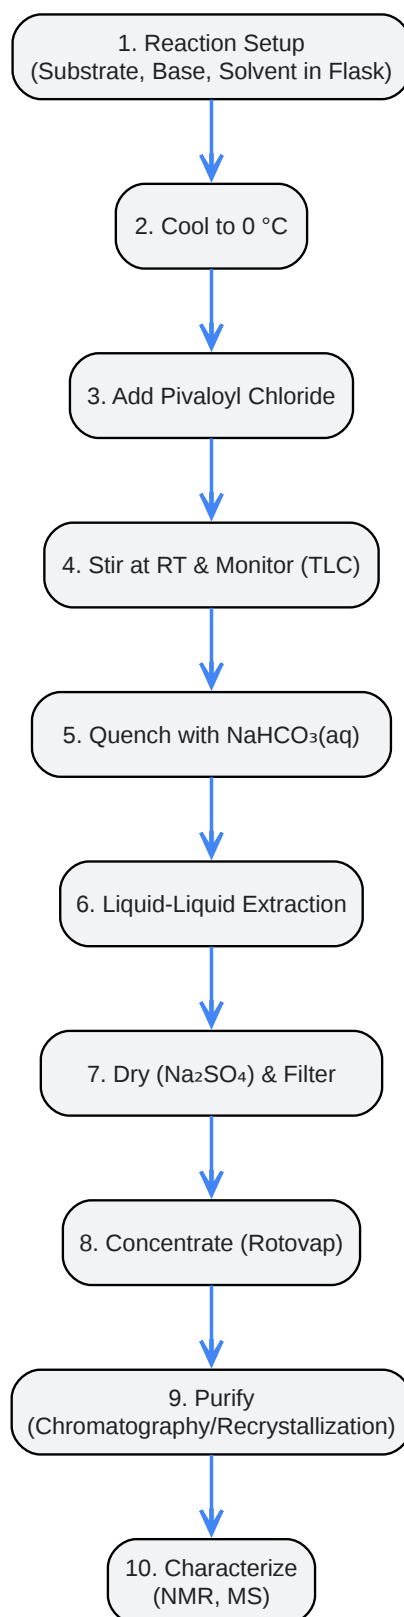 1. Reaction Setup
(Substrate, Base, Solvent in Flask)
2. Cool to 0 °C
3. Add Pivaloyl Chloride
4. Stir at RT & Monitor (TLC)
5. Quench with NaHCO₃(aq)
6. Liquid-Liquid Extraction
7. Dry (Na₂SO₄) & Filter
8. Concentrate (Rotovap)
9. Purify
(Chromatography/Recrystallization)
10. Characterize
(NMR, MS)